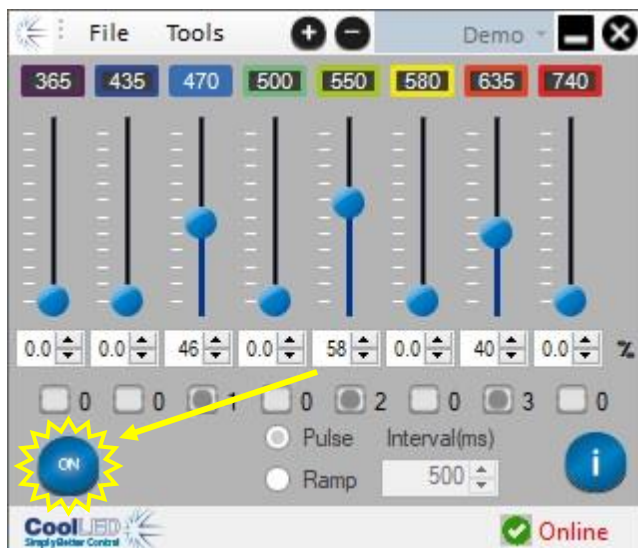 File Tools Demo
365 435 470 500 550 580 635 740
0.0 0.0 46 0.0 58 0.0 40 0.0 %
0 0 1 0 2 0 3 0
Pulse Interval(ms)
ON
i
Ramp 500
CoolLED
Simply Better Control
Online